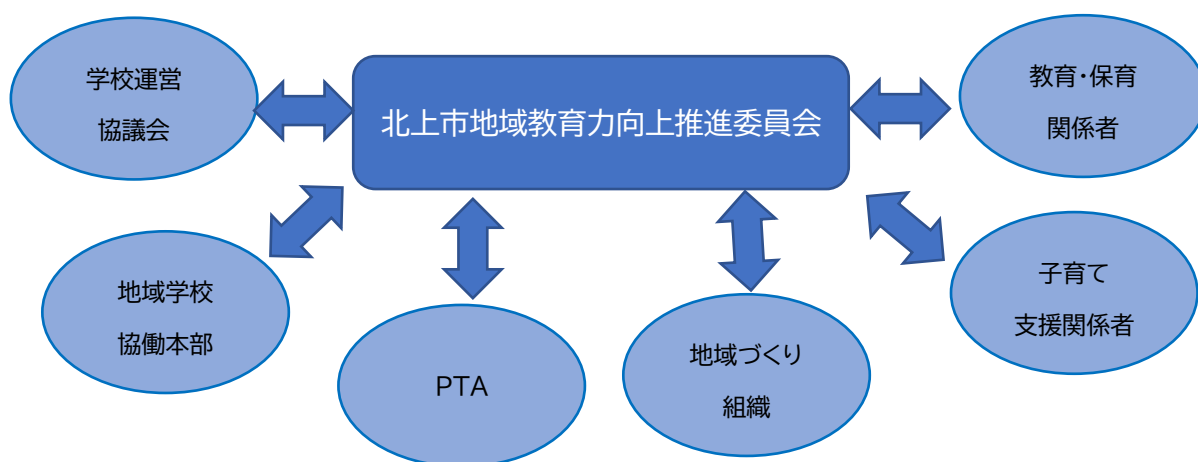 北上市地域教育力向上推進委員会
学校運営
協議会
地域学校
協働本部
PTA
地域づくり
組織
子育て
支援関係者
教育・保育
関係者